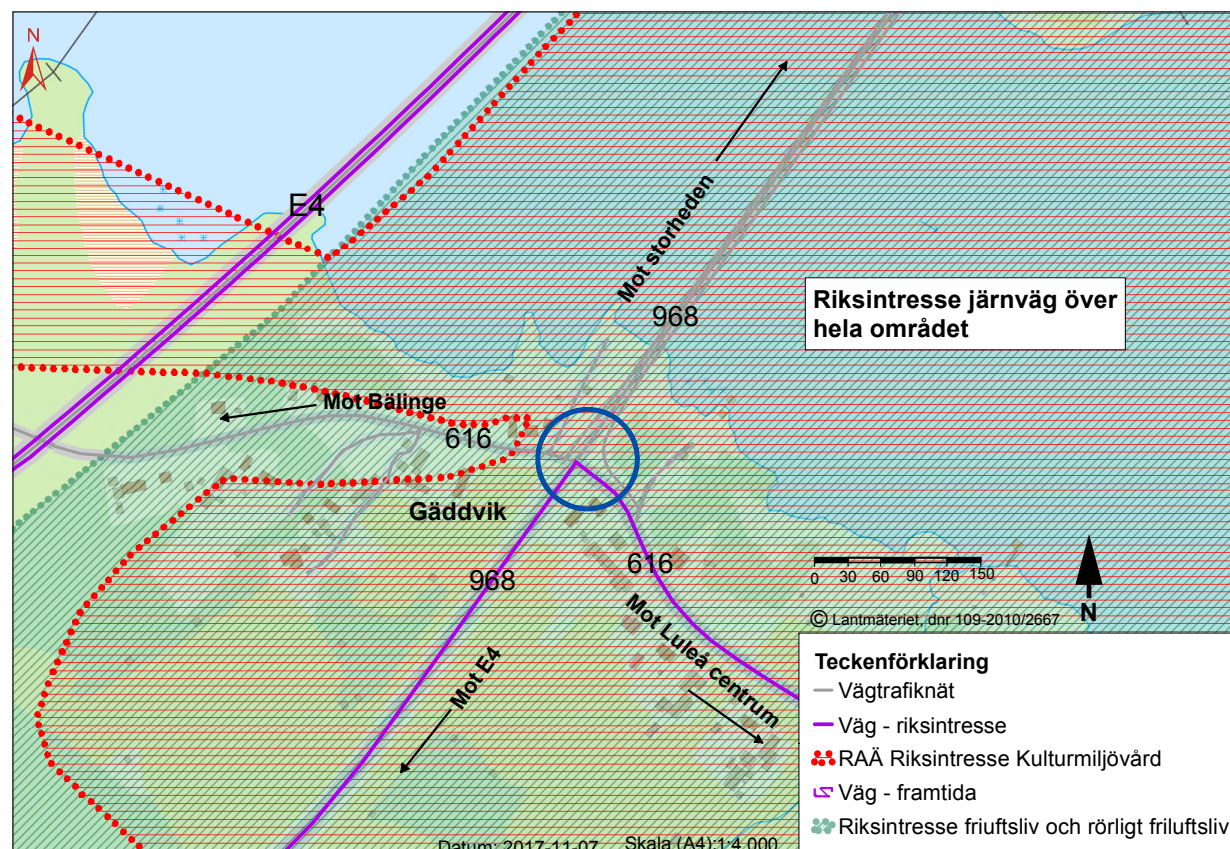 N
E4
Mot storheden
968
Riksintresse järnväg över
hela området
Mot Bälinge
616
Gäddvik
968
616
Mot E4
Mot Luleå centrum
0 30 60 90 120 150
N
© Lantmäteriet, dnr 109-2010/2667
Teckenförklaring
Vägtrafiknät
Väg - riksintresse
RAÄ Riksintresse Kulturmiljövård
Väg - framtida
Riksintresse friuftsliv och rörligt friluftsliv
Datum: 2017-11-07 Skala (A4):1:4 000